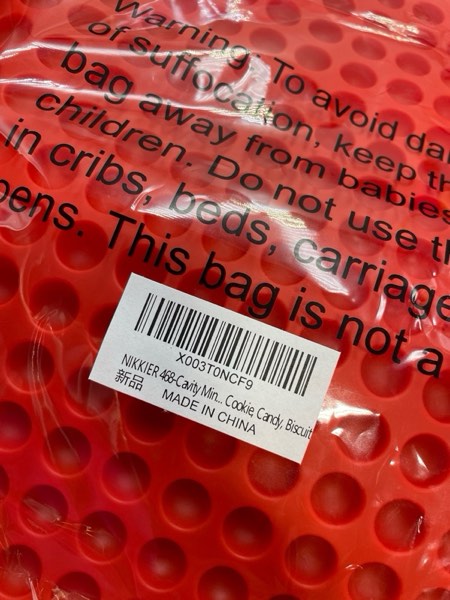 Warning: To avoid da
of suffocation, keep th
bag away from babies
children. Do not use th
in cribs, beds, carriage
pens. This bag is not a
X003T0NCF9
NIKKIER 468-Cavity Min... Cookie, Candy, Biscuit
新品
MADE IN CHINA